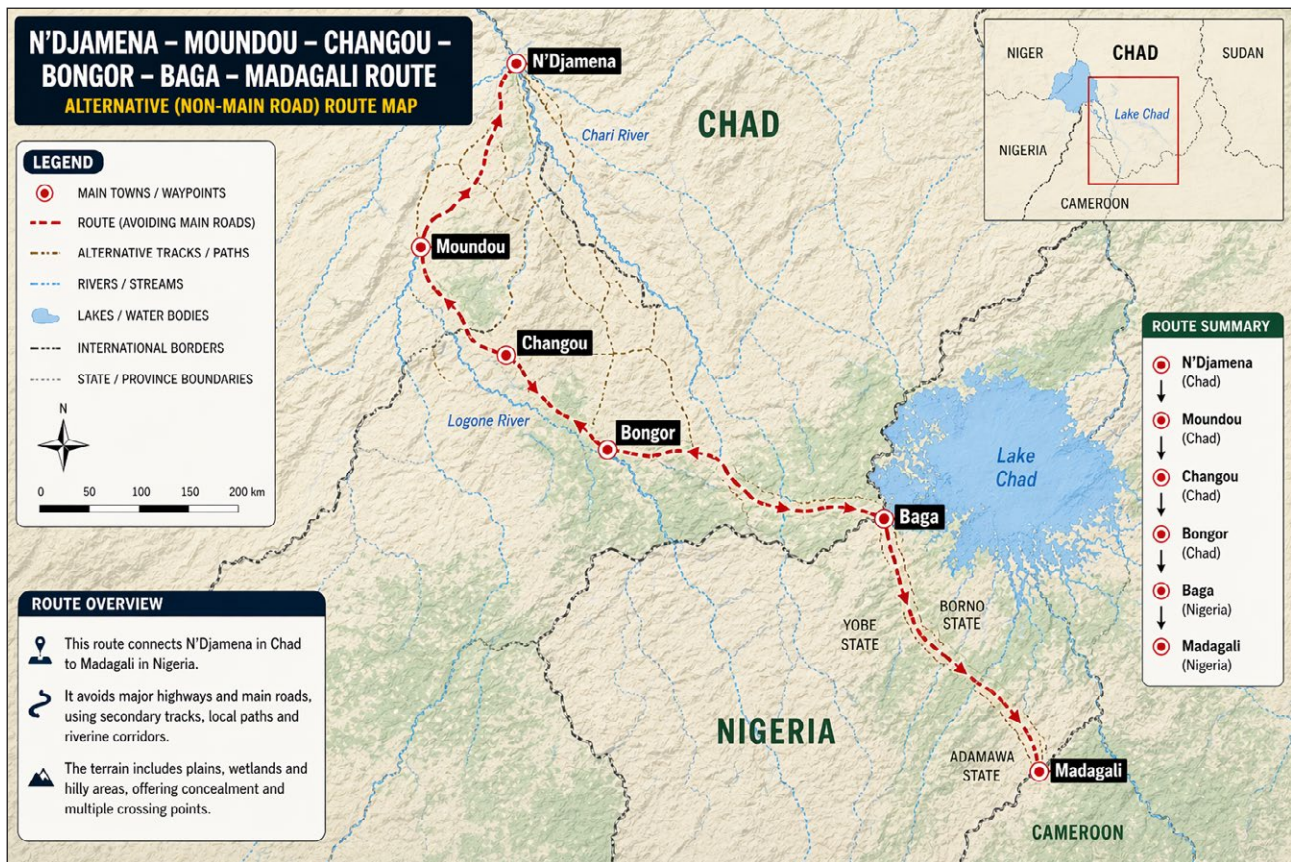 N'DJAMENA – MOUNDOU – CHANGOU –
BONGOR – BAGA – MADAGALI ROUTE
ALTERNATIVE (NON-MAIN ROAD) ROUTE MAP
LEGEND
MAIN TOWNS / WAYPOINTS
ROUTE (AVOIDING MAIN ROADS)
ALTERNATIVE TRACKS / PATHS
RIVERS / STREAMS
LAKES / WATER BODIES
INTERNATIONAL BORDERS
STATE / PROVINCE BOUNDARIES
N
0 50 100 150 200 km
N'Djamena
CHAD
Chari River
Moundou
Changou
Logone River
Bongor
Lake
Chad
Baga
YOBE
STATE
BORNO
STATE
NIGERIA
ADAMAWA
STATE
Madagali
CAMEROON
NIGER
CHAD
SUDAN
Lake Chad
NIGERIA
CAMEROON
ROUTE SUMMARY
N'Djamena
(Chad)
Moundou
(Chad)
Changou
(Chad)
Bongor
(Chad)
Baga
(Nigeria)
Madagali
(Nigeria)
ROUTE OVERVIEW
This route connects N'Djamena in Chad
to Madagali in Nigeria.
It avoids major highways and main roads,
using secondary tracks, local paths and
riverine corridors.
The terrain includes plains, wetlands and
hilly areas, offering concealment and
multiple crossing points.